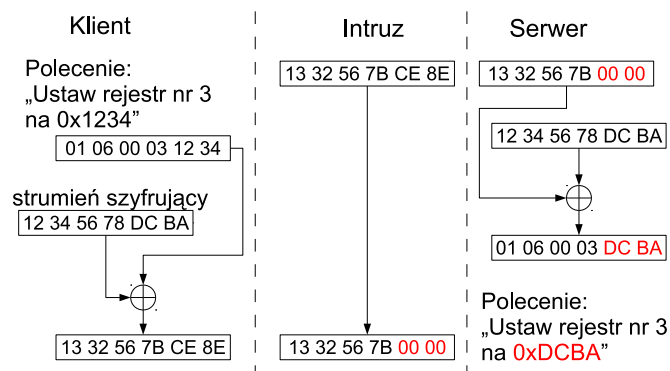 Klient
Polecenie:
„Ustaw rejestr nr 3
na 0x1234”
01 06 00 03 12 34
strumień szyfrujący
12 34 56 78 DC BA
13 32 56 7B CE 8E
Intruz
13 32 56 7B CE 8E
13 32 56 7B 00 00
Serwer
13 32 56 7B 00 00
12 34 56 78 DC BA
01 06 00 03 DC BA
Polecenie:
„Ustaw rejestr nr 3
na 0xDCBA”